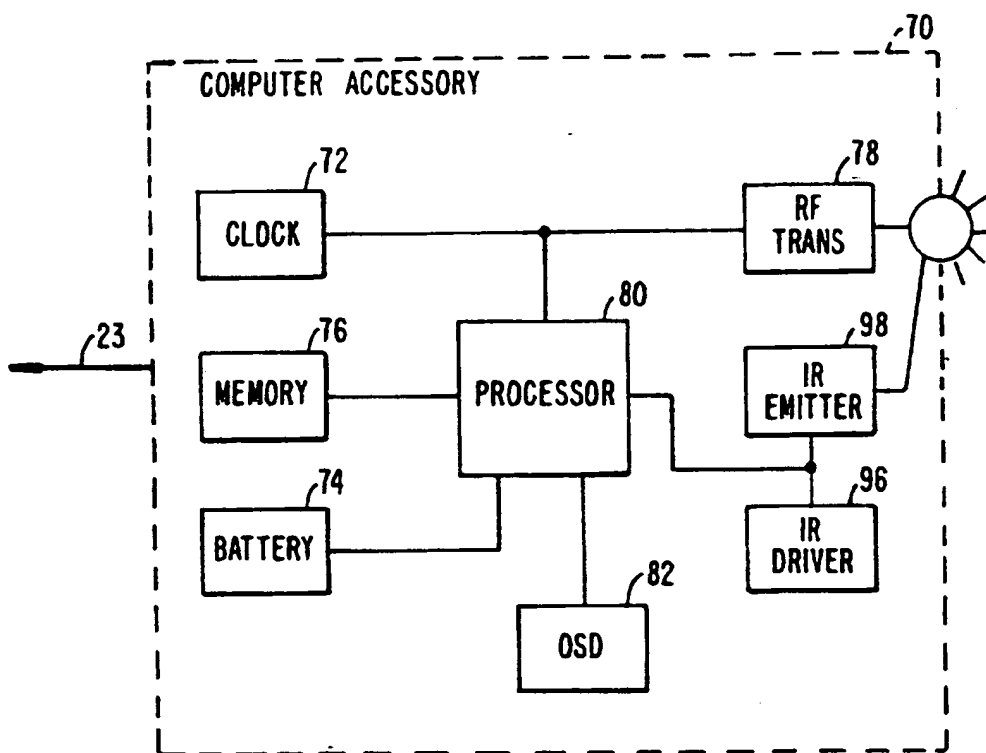 70
COMPUTER ACCESSORY
72
CLOCK
78
RF
TRANS
80
PROCESSOR
23
76
MEMORY
98
IR
EMITTER
74
BATTERY
96
IR
DRIVER
82
OSD